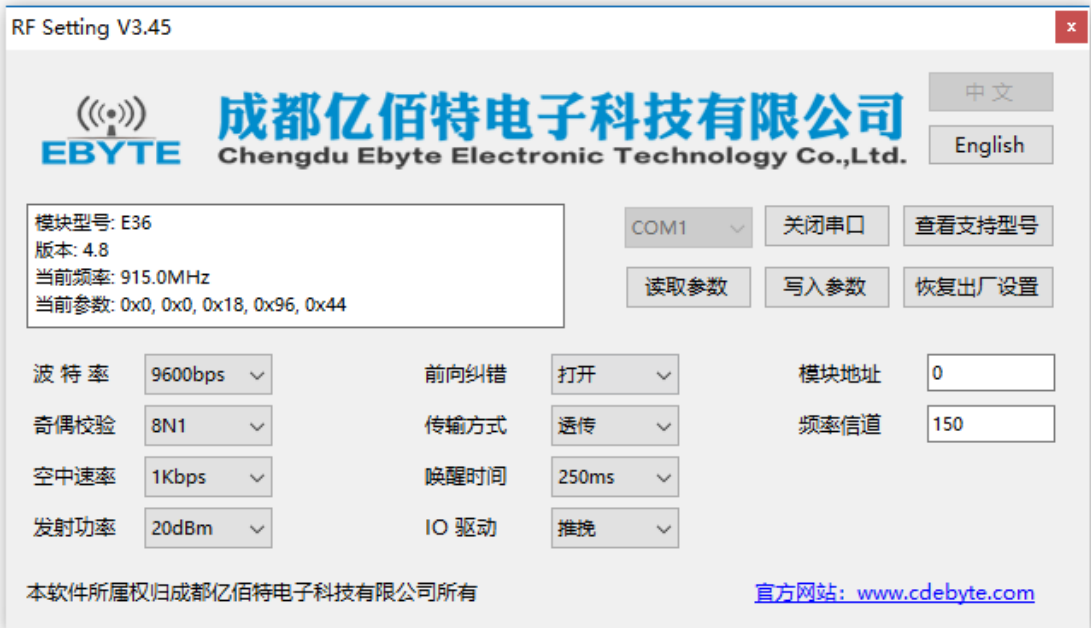 RF Setting V3.45
x
中 文
((•)) EBYTE
成都亿佰特电子科技有限公司
Chengdu Ebyte Electronic Technology Co.,Ltd.
English
模块型号: E36
版本: 4.8
当前频率: 915.0MHz
当前参数: 0x0, 0x0, 0x18, 0x96, 0x44
COM1 关闭串口 查看支持型号
读取参数 写入参数 恢复出厂设置
波 特 率 9600bps 前向纠错 打开 模块地址 0
奇偶校验 8N1 传输方式 透传 频率信道 150
空中速率 1Kbps 唤醒时间 250ms
发射功率 20dBm IO 驱动 推挽
本软件所属权归成都亿佰特电子科技有限公司所有 官方网站：www.cdebyte.com